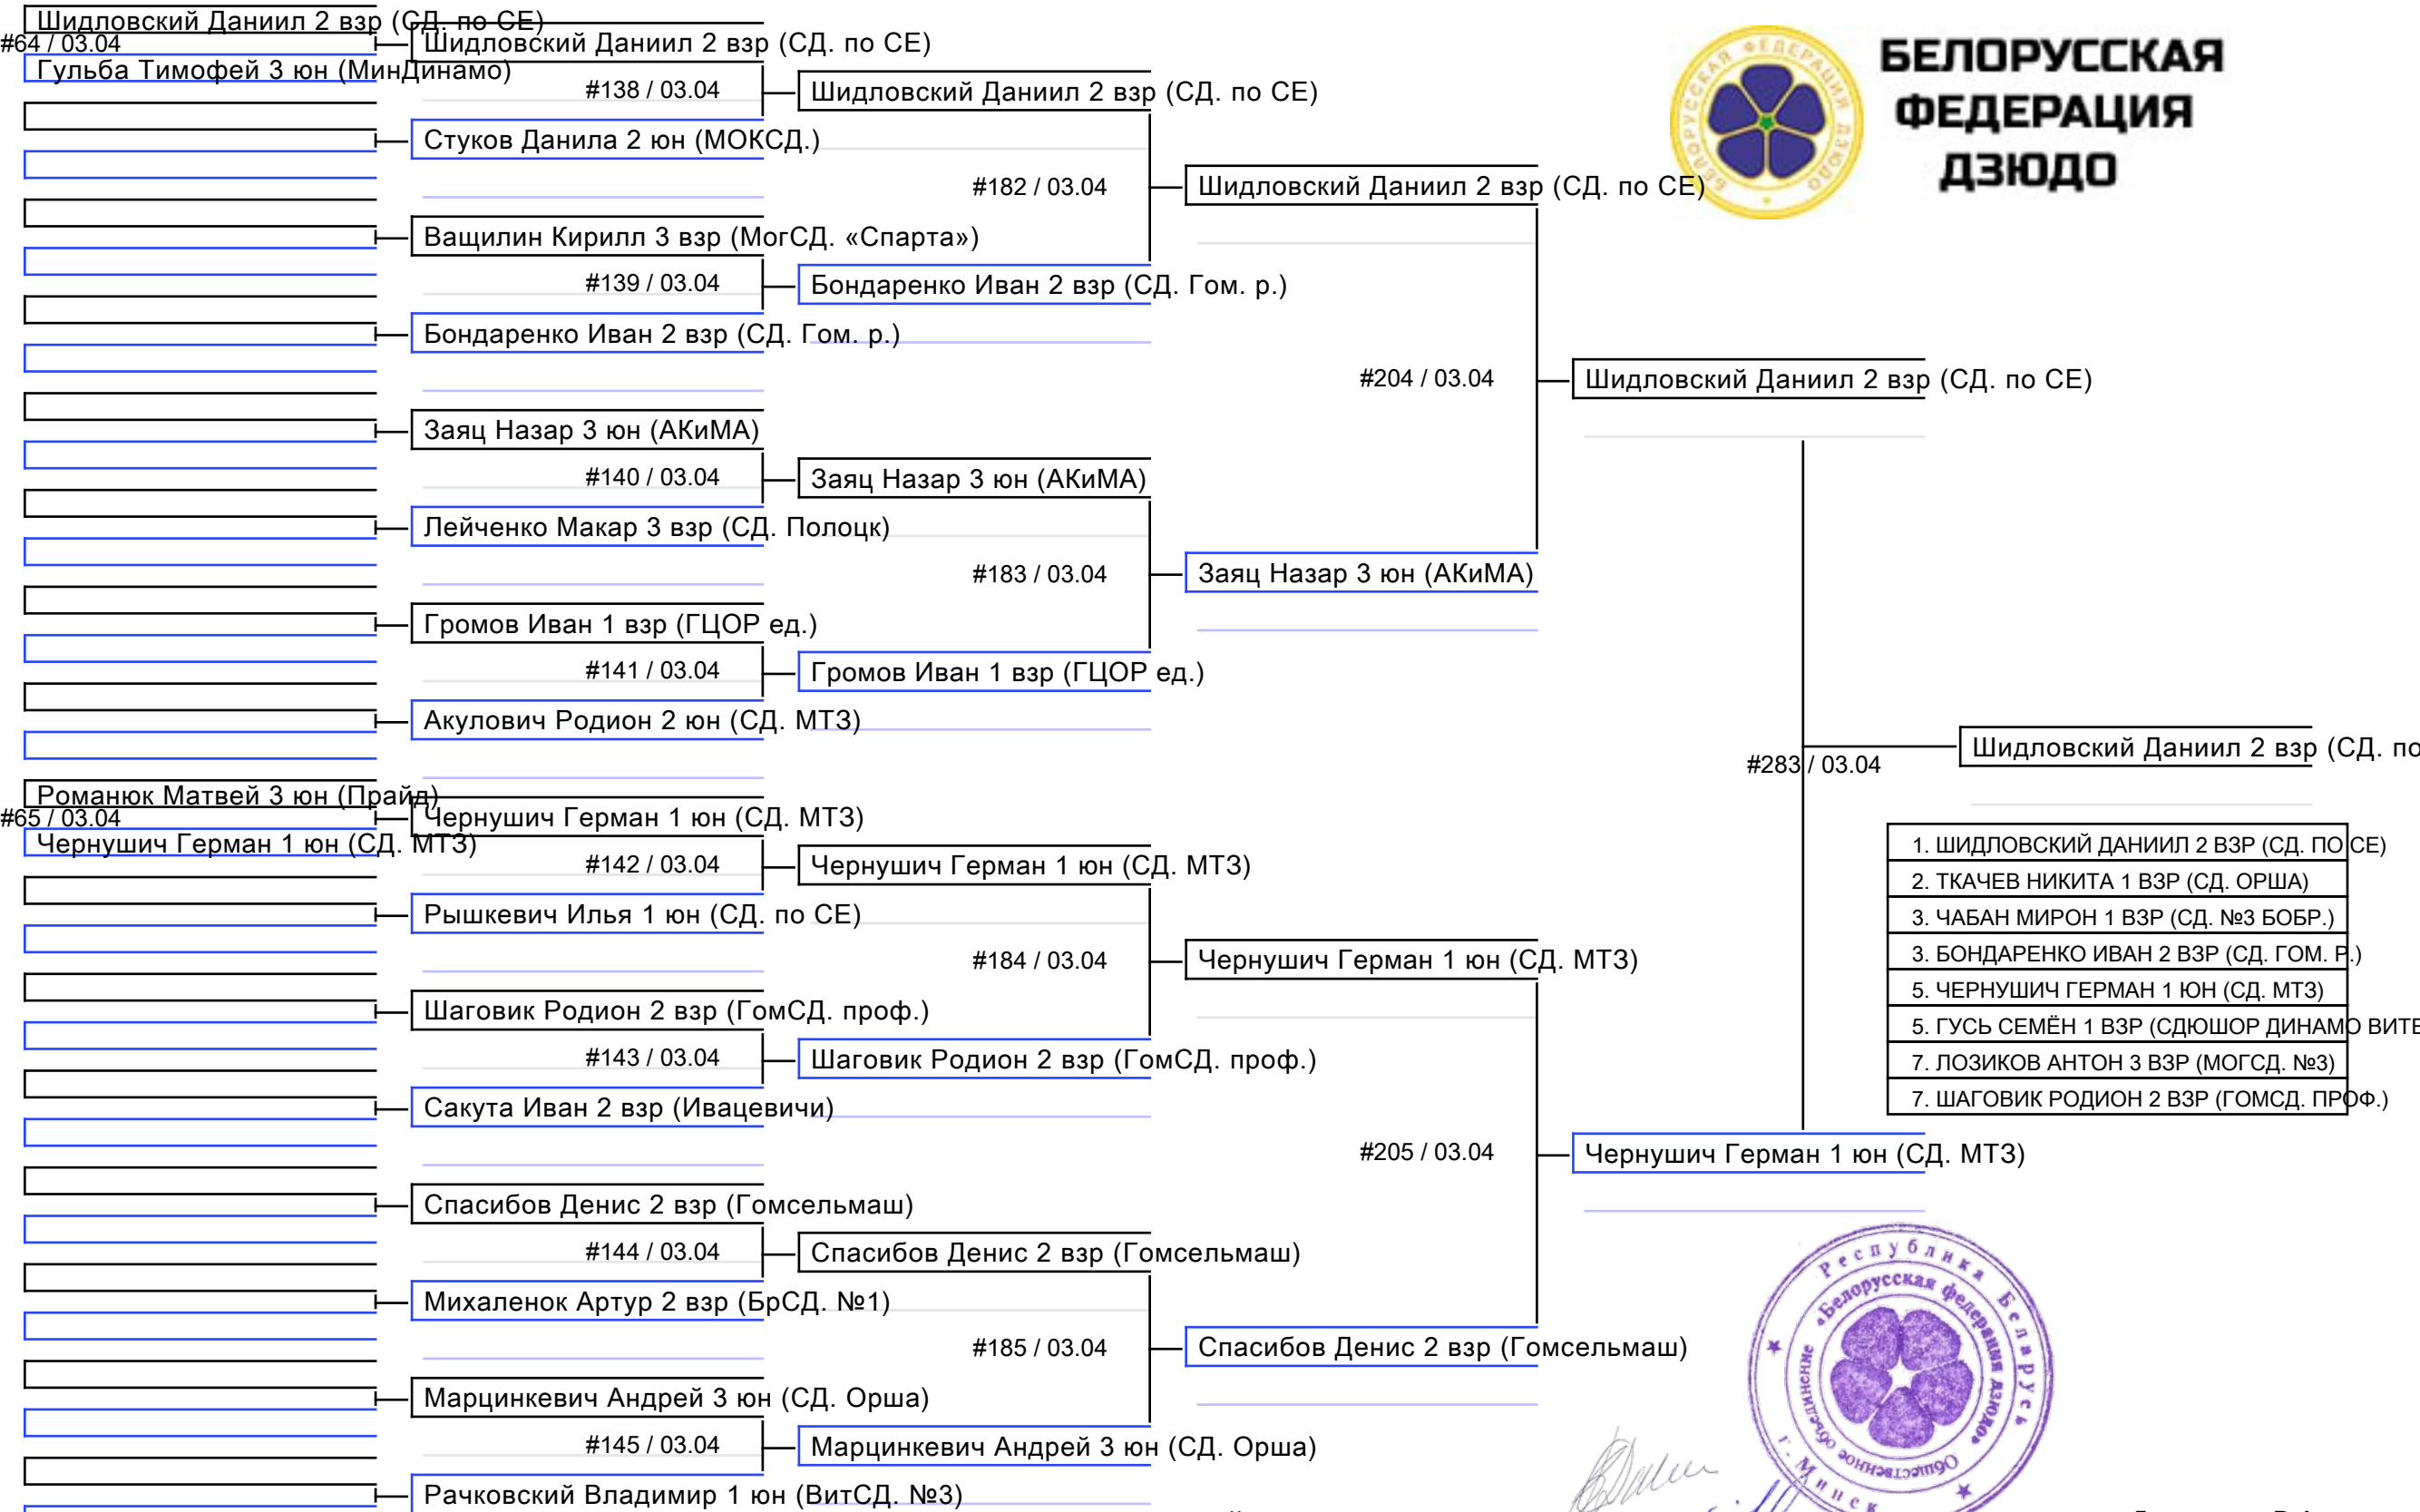 Шидловский Даниил 2 взр (СД. по СЕ)
#64 / 03.04
Гульба Тимофей 3 юн (МинДинамо)
Шидловский Даниил 2 взр (СД. по СЕ)
#138 / 03.04
Шидловский Даниил 2 взр (СД. по СЕ)
Стуков Данила 2 юн (МОКСД.)
#182 / 03.04
Шидловский Даниил 2 взр (СД. по СЕ)
Ващилин Кирилл 3 взр (МогСД. «Спарта»)
#139 / 03.04
Бондаренко Иван 2 взр (СД. Гом. р.)
Бондаренко Иван 2 взр (СД. Гом. р.)
#204 / 03.04
Шидловский Даниил 2 взр (СД. по СЕ)
Заяц Назар 3 юн (АКиМА)
#140 / 03.04
Заяц Назар 3 юн (АКиМА)
Лейченко Макар 3 взр (СД. Полоцк)
#183 / 03.04
Заяц Назар 3 юн (АКиМА)
Громов Иван 1 взр (ГЦОР ед.)
#141 / 03.04
Громов Иван 1 взр (ГЦОР ед.)
Акулович Родион 2 юн (СД. МТЗ)
#283 / 03.04
Шидловский Даниил 2 взр (СД. по
Романюк Матвей 3 юн (Прайд)
#65 / 03.04
Чернушич Герман 1 юн (СД. МТЗ)
Чернушич Герман 1 юн (СД. МТЗ)
#142 / 03.04
Чернушич Герман 1 юн (СД. МТЗ)
Рышкевич Илья 1 юн (СД. по СЕ)
#184 / 03.04
Чернушич Герман 1 юн (СД. МТЗ)
Шаговик Родион 2 взр (ГомСД. проф.)
#143 / 03.04
Шаговик Родион 2 взр (ГомСД. проф.)
Сакута Иван 2 взр (Ивацевичи)
#205 / 03.04
Чернушич Герман 1 юн (СД. МТЗ)
Спасибов Денис 2 взр (Гомсельмаш)
#144 / 03.04
Спасибов Денис 2 взр (Гомсельмаш)
Михаленок Артур 2 взр (БрСД. №1)
#185 / 03.04
Спасибов Денис 2 взр (Гомсельмаш)
Марцинкевич Андрей 3 юн (СД. Орша)
#145 / 03.04
Марцинкевич Андрей 3 юн (СД. Орша)
Рачковский Владимир 1 юн (ВитСД. №3)
БЕЛОРУССКАЯ
ФЕДЕРАЦИЯ
ДЗЮДО
БЕЛОРУССКАЯ ФЕДЕРАЦИЯ ДЗЮДО
1. ШИДЛОВСКИЙ ДАНИИЛ 2 ВЗР (СД. ПО СЕ)
2. ТКАЧЕВ НИКИТА 1 ВЗР (СД. ОРША)
3. ЧАБАН МИРОН 1 ВЗР (СД. №3 БОБР.)
3. БОНДАРЕНКО ИВАН 2 ВЗР (СД. ГОМ. Р.)
5. ЧЕРНУШИЧ ГЕРМАН 1 ЮН (СД. МТЗ)
5. ГУСЬ СЕМЁН 1 ВЗР (СДЮШОР ДИНАМО ВИТЕ
7. ЛОЗИКОВ АНТОН 3 ВЗР (МОГСД. №3)
7. ШАГОВИК РОДИОН 2 ВЗР (ГОМСД. ПРОФ.)
Республика Беларусь
г. Минск
Общественное объединение
«Белорусская федерация дзюдо»